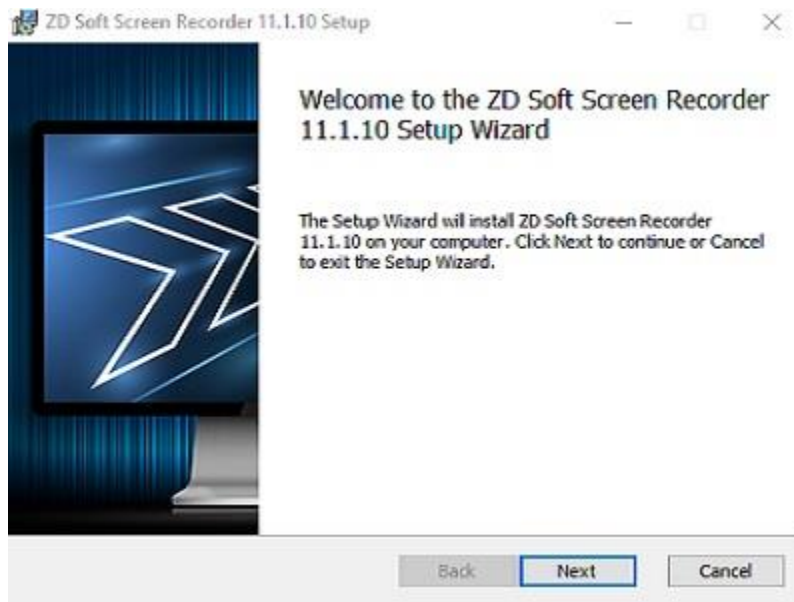 ZD Soft Screen Recorder 11.1.10 Setup
Welcome to the ZD Soft Screen Recorder
11.1.10 Setup Wizard
The Setup Wizard will install ZD Soft Screen Recorder
11.1.10 on your computer. Click Next to continue or Cancel
to exit the Setup Wizard.
Back Next Cancel